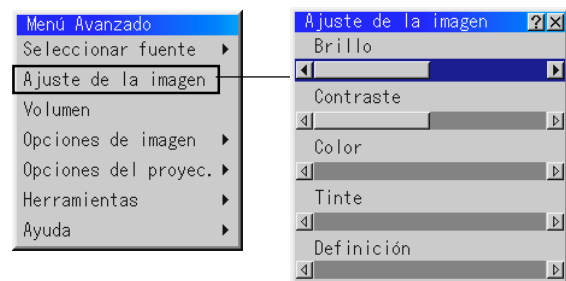 Menú Avanzado
Seleccionar fuente
Ajuste de la imagen
Volumen
Opciones de imagen
Opciones del proyec.
Herramientas
Ayuda
Ajuste de la imagen
Brillo
Contraste
Color
Tinte
Definición